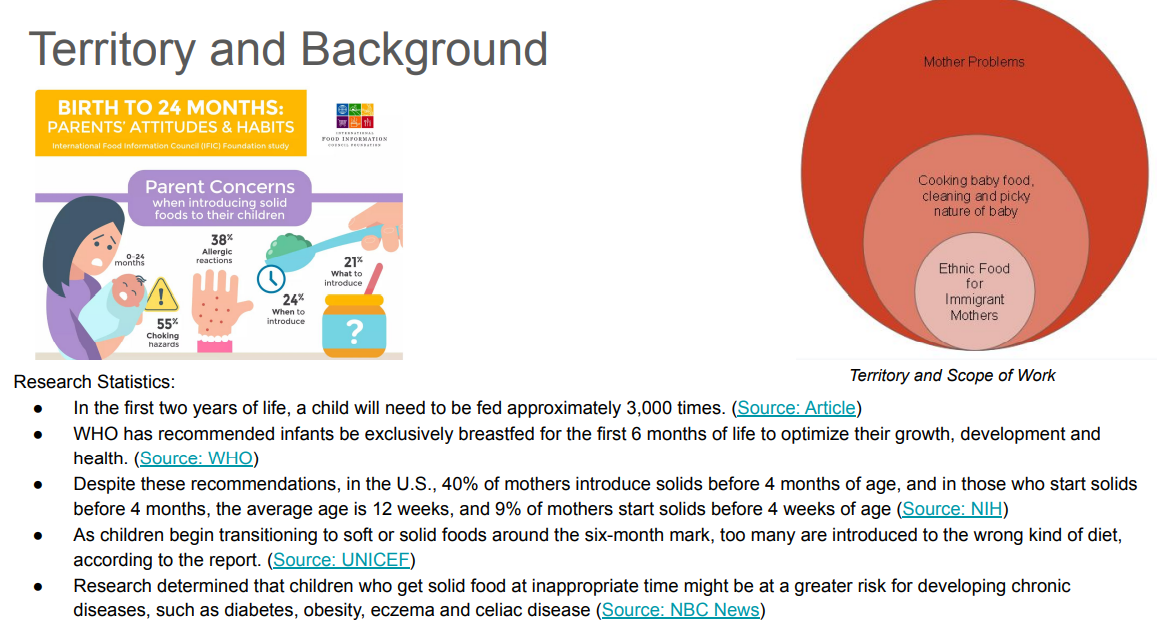 Territory and Background
BIRTH TO 24 MONTHS:
PARENTS' ATTITUDES & HABITS
International Food Information Council (IFIC) Foundation study
INTERNATIONAL
FOOD INFORMATION
COUNCIL FOUNDATION
Parent Concerns
when introducing solid
foods to their children
0-24
months
55%
Choking
hazards
38%
Allergic
reactions
24%
When to
introduce
21%
What to
introduce
?
Mother Problems
Cooking baby food,
cleaning and picky
nature of baby
Ethnic Food
for
Immigrant
Mothers
Territory and Scope of Work
Research Statistics:
● In the first two years of life, a child will need to be fed approximately 3,000 times. (Source: Article)
● WHO has recommended infants be exclusively breastfed for the first 6 months of life to optimize their growth, development and
health. (Source: WHO)
● Despite these recommendations, in the U.S., 40% of mothers introduce solids before 4 months of age, and in those who start solids
before 4 months, the average age is 12 weeks, and 9% of mothers start solids before 4 weeks of age (Source: NIH)
● As children begin transitioning to soft or solid foods around the six-month mark, too many are introduced to the wrong kind of diet,
according to the report. (Source: UNICEF)
● Research determined that children who get solid food at inappropriate time might be at a greater risk for developing chronic
diseases, such as diabetes, obesity, eczema and celiac disease (Source: NBC News)